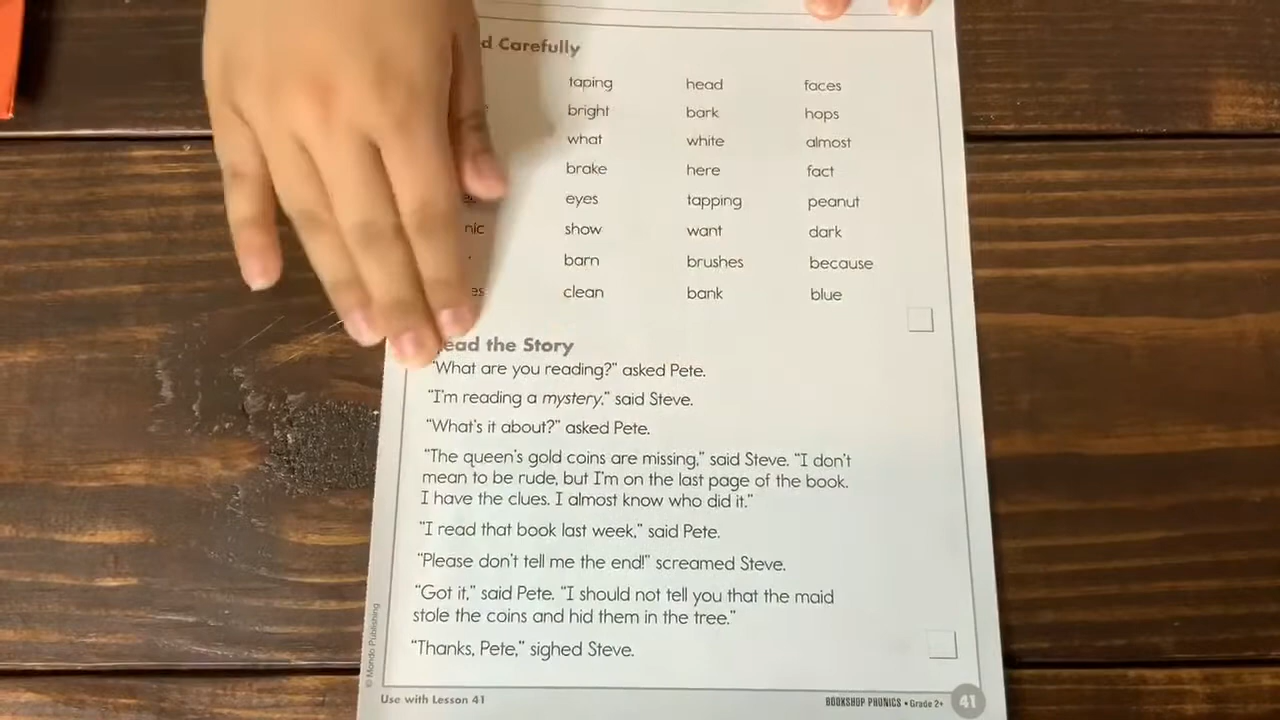 Carefully
taping head faces
bright bark hops
what white almost
brake here fact
eyes tapping peanut
show want dark
barn brushes because
clean bank blue
the Story
"What are you reading?" asked Pete.
"I'm reading a mystery," said Steve.
"What's it about?" asked Pete.
"The queen's gold coins are missing," said Steve. "I don't
mean to be rude, but I'm on the last page of the book.
I have the clues. I almost know who did it."
"I read that book last week," said Pete.
"Please don't tell me the end!" screamed Steve.
"Got it," said Pete. "I should not tell you that the maid
stole the coins and hid them in the tree."
"Thanks, Pete," sighed Steve.
© Mondo Publishing
Use with Lesson 41
BOOKSHOP PHONICS • Grade 2+ 41